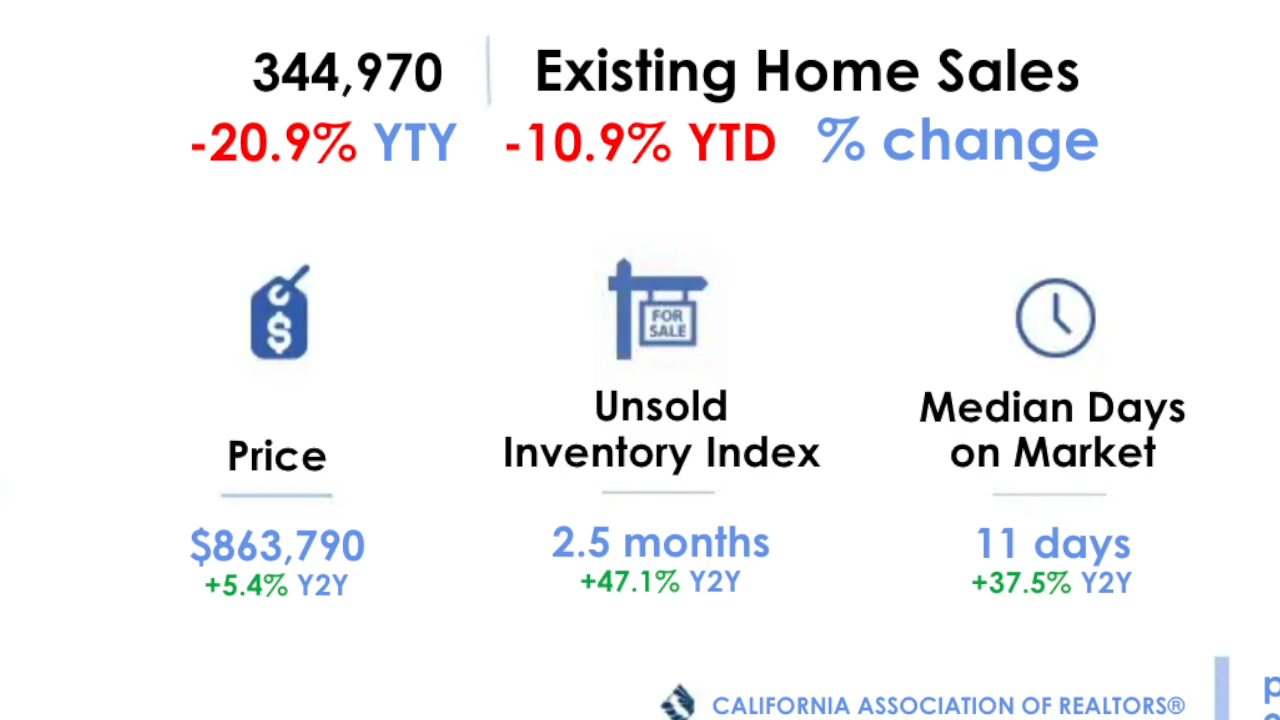 344,970 Existing Home Sales
-20.9% YTY -10.9% YTD % change
$
FOR
SALE
Price
Unsold
Inventory Index
Median Days
on Market
$863,790
+5.4% Y2Y
2.5 months
+47.1% Y2Y
11 days
+37.5% Y2Y
CALIFORNIA ASSOCIATION OF REALTORS®